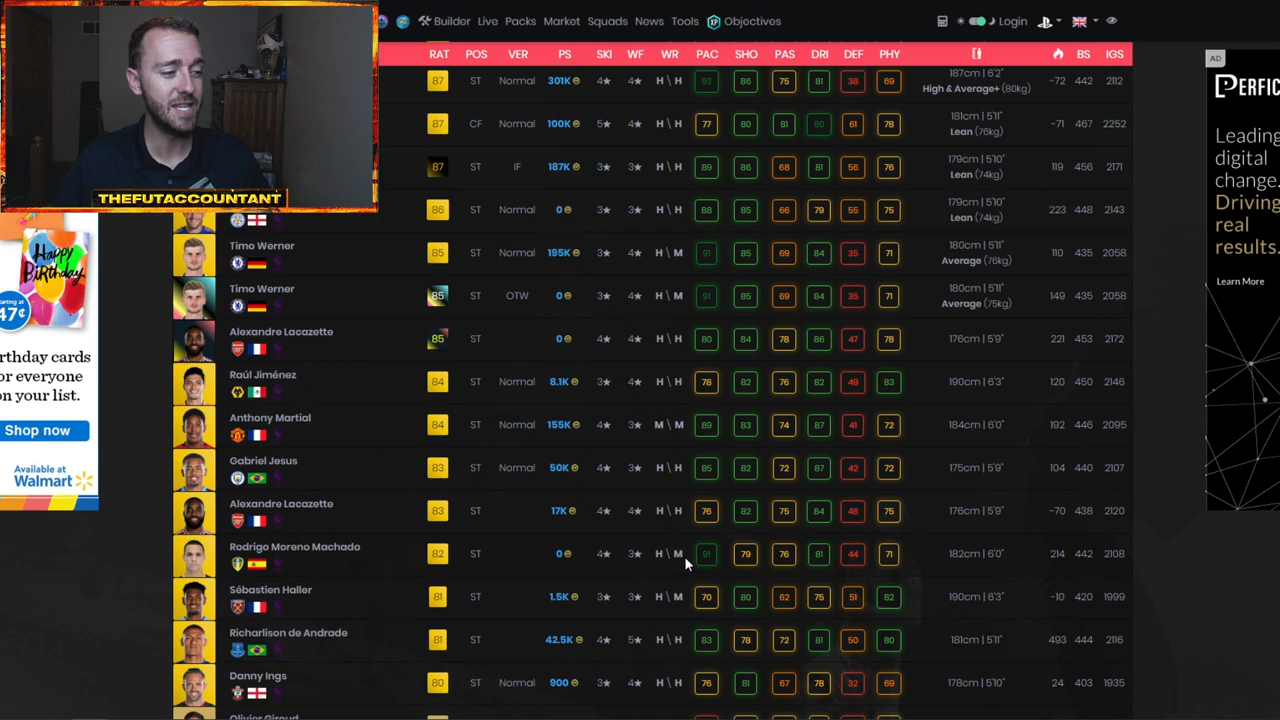 Builder Live Packs Market Squads News Tools XP Objectives Login
RAT POS VER PS SKI WF WR PAC SHO PAS DRI DEF PHY BS IGS
87 ST Normal 301K 4★ 4★ H \ H 93 86 75 81 38 69 187cm | 6'2" -72 442 2112
High & Average+ (80kg)
87 CF Normal 100K 5★ 4★ H \ H 77 80 81 90 61 78 181cm | 5'11" -71 467 2252
Lean (76kg)
87 ST IF 187K 3★ 4★ H \ H 89 86 68 81 56 76 179cm | 5'10" 119 456 2171
Lean (74kg)
THEFUTACCOUNTANT
86 ST Normal 0 3★ 3★ H \ H 88 85 66 79 55 75 179cm | 5'10" 223 448 2143
Lean (74kg)
Timo Werner 85 ST Normal 195K 3★ 4★ H \ M 91 85 69 84 35 71 180cm | 5'11" 110 435 2058
Average (76kg)
Timo Werner 85 ST OTW 0 3★ 4★ H \ M 91 85 69 84 35 71 180cm | 5'11" 149 435 2058
Average (75kg)
Alexandre Lacazette 85 ST 0 4★ 4★ H \ H 80 84 78 86 47 78 176cm | 5'9" 221 453 2172
Raúl Jiménez 84 ST Normal 8.1K 3★ 4★ H \ H 78 82 76 82 49 83 190cm | 6'3" 120 450 2146
Anthony Martial 84 ST Normal 155K 4★ 3★ M \ M 89 83 74 87 41 72 184cm | 6'0" 192 446 2095
Gabriel Jesus 83 ST Normal 50K 4★ 3★ H \ H 85 82 72 87 42 72 175cm | 5'9" 104 440 2107
Alexandre Lacazette 83 ST Normal 17K 4★ 4★ H \ H 76 82 75 84 46 75 176cm | 5'9" -70 438 2120
Rodrigo Moreno Machado 82 ST 0 4★ 3★ H \ M 91 79 76 81 44 71 182cm | 6'0" 214 442 2108
Sébastien Haller 81 ST Normal 1.5K 3★ 3★ H \ M 70 80 62 75 51 82 190cm | 6'3" -10 420 1999
Richarlison de Andrade 81 ST 42.5K 4★ 5★ H \ H 83 78 72 81 50 80 181cm | 5'11" 493 444 2116
Danny Ings 80 ST Normal 900 3★ 4★ H \ H 76 81 67 78 32 69 178cm | 5'10" 24 403 1935
Olivier Giroud
Happy
Birthday
starting at
47¢
rthday cards
or everyone
n your list.
Shop now
Available at
Walmart
AD
PERFIC
Leading
digital
change.
Driving
real
results.
Learn More